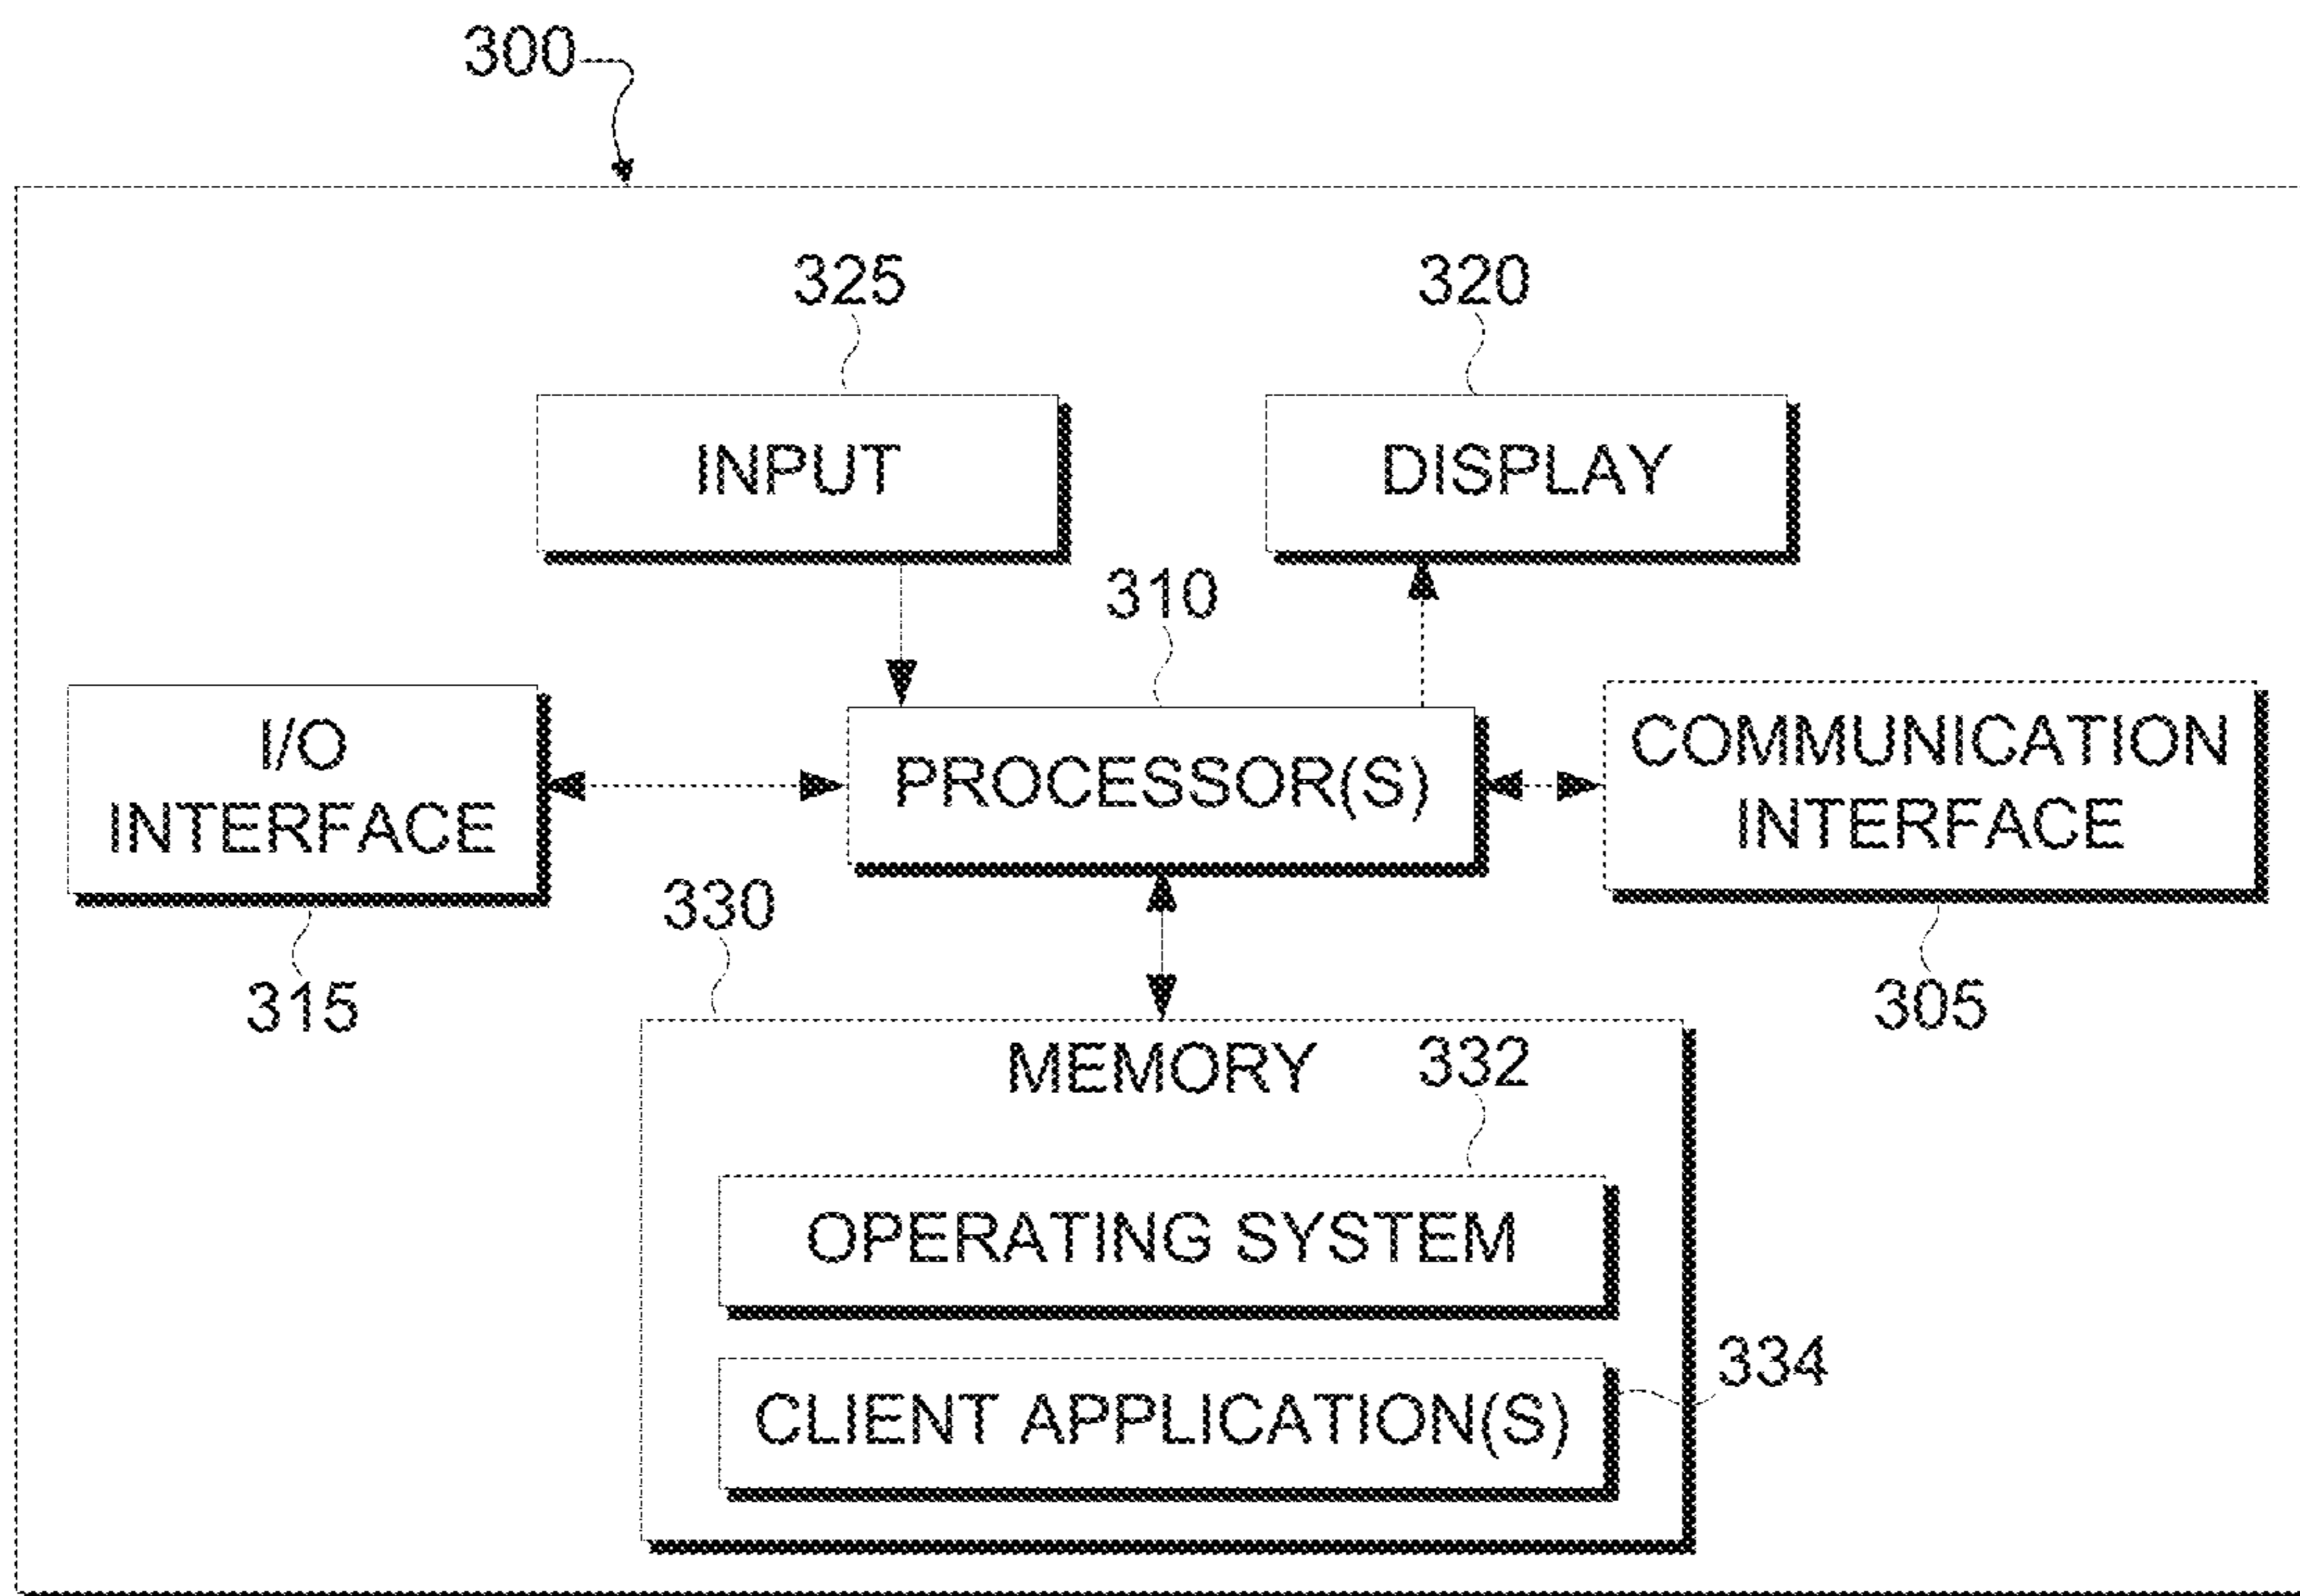 300
325
320
INPUT
DISPLAY
310
I/O
INTERFACE
PROCESSOR(S)
COMMUNICATION
INTERFACE
330
315
305
MEMORY
332
OPERATING SYSTEM
334
CLIENT APPLICATION(S)